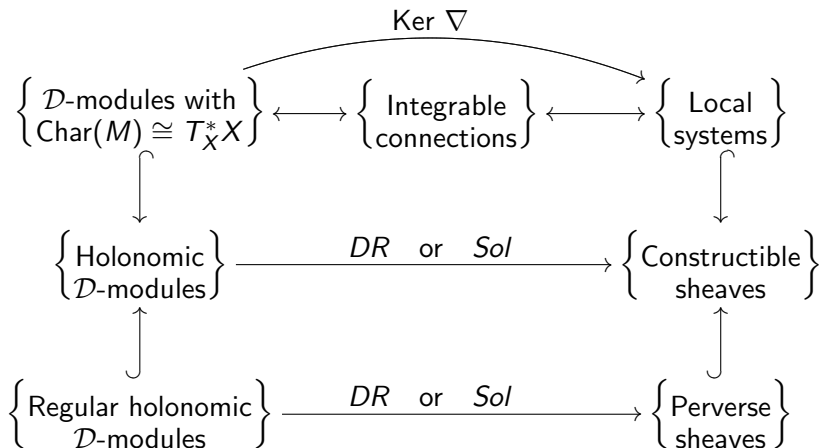 Ker ∇
{ 𝒟-modules with Char(M) ≅ T*_X X } { Integrable connections } { Local systems }
{ Holonomic 𝒟-modules } DR or Sol { Constructible sheaves }
{ Regular holonomic 𝒟-modules } DR or Sol { Perverse sheaves }